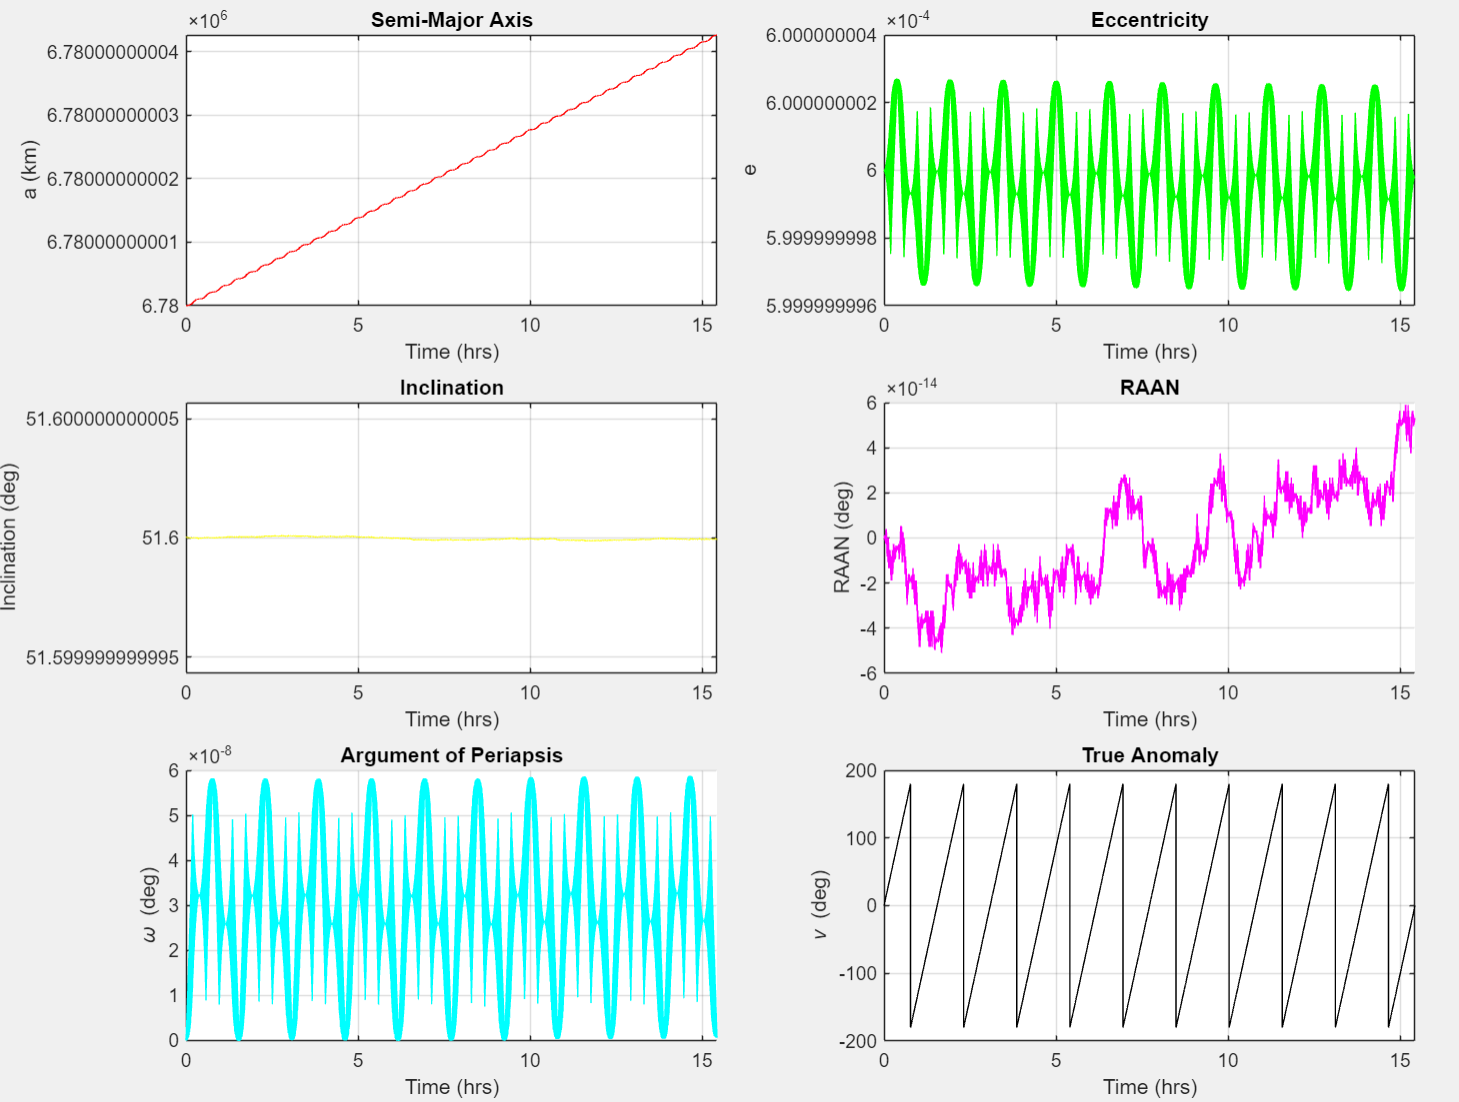 Semi-Major Axis
×10^6
6.78000000004
6.78000000003
6.78000000002
6.78000000001
6.78
a (km)
0 5 10 15
Time (hrs)
Eccentricity
×10^-4
6.000000004
6.000000002
6
5.999999998
5.999999996
e
0 5 10 15
Time (hrs)
Inclination
51.600000000005
51.6
51.599999999995
Inclination (deg)
0 5 10 15
Time (hrs)
RAAN
×10^-14
6
4
2
0
-2
-4
-6
RAAN (deg)
0 5 10 15
Time (hrs)
Argument of Periapsis
×10^-8
6
5
4
3
2
1
0
ω (deg)
0 5 10 15
Time (hrs)
True Anomaly
200
100
0
-100
-200
ν (deg)
0 5 10 15
Time (hrs)